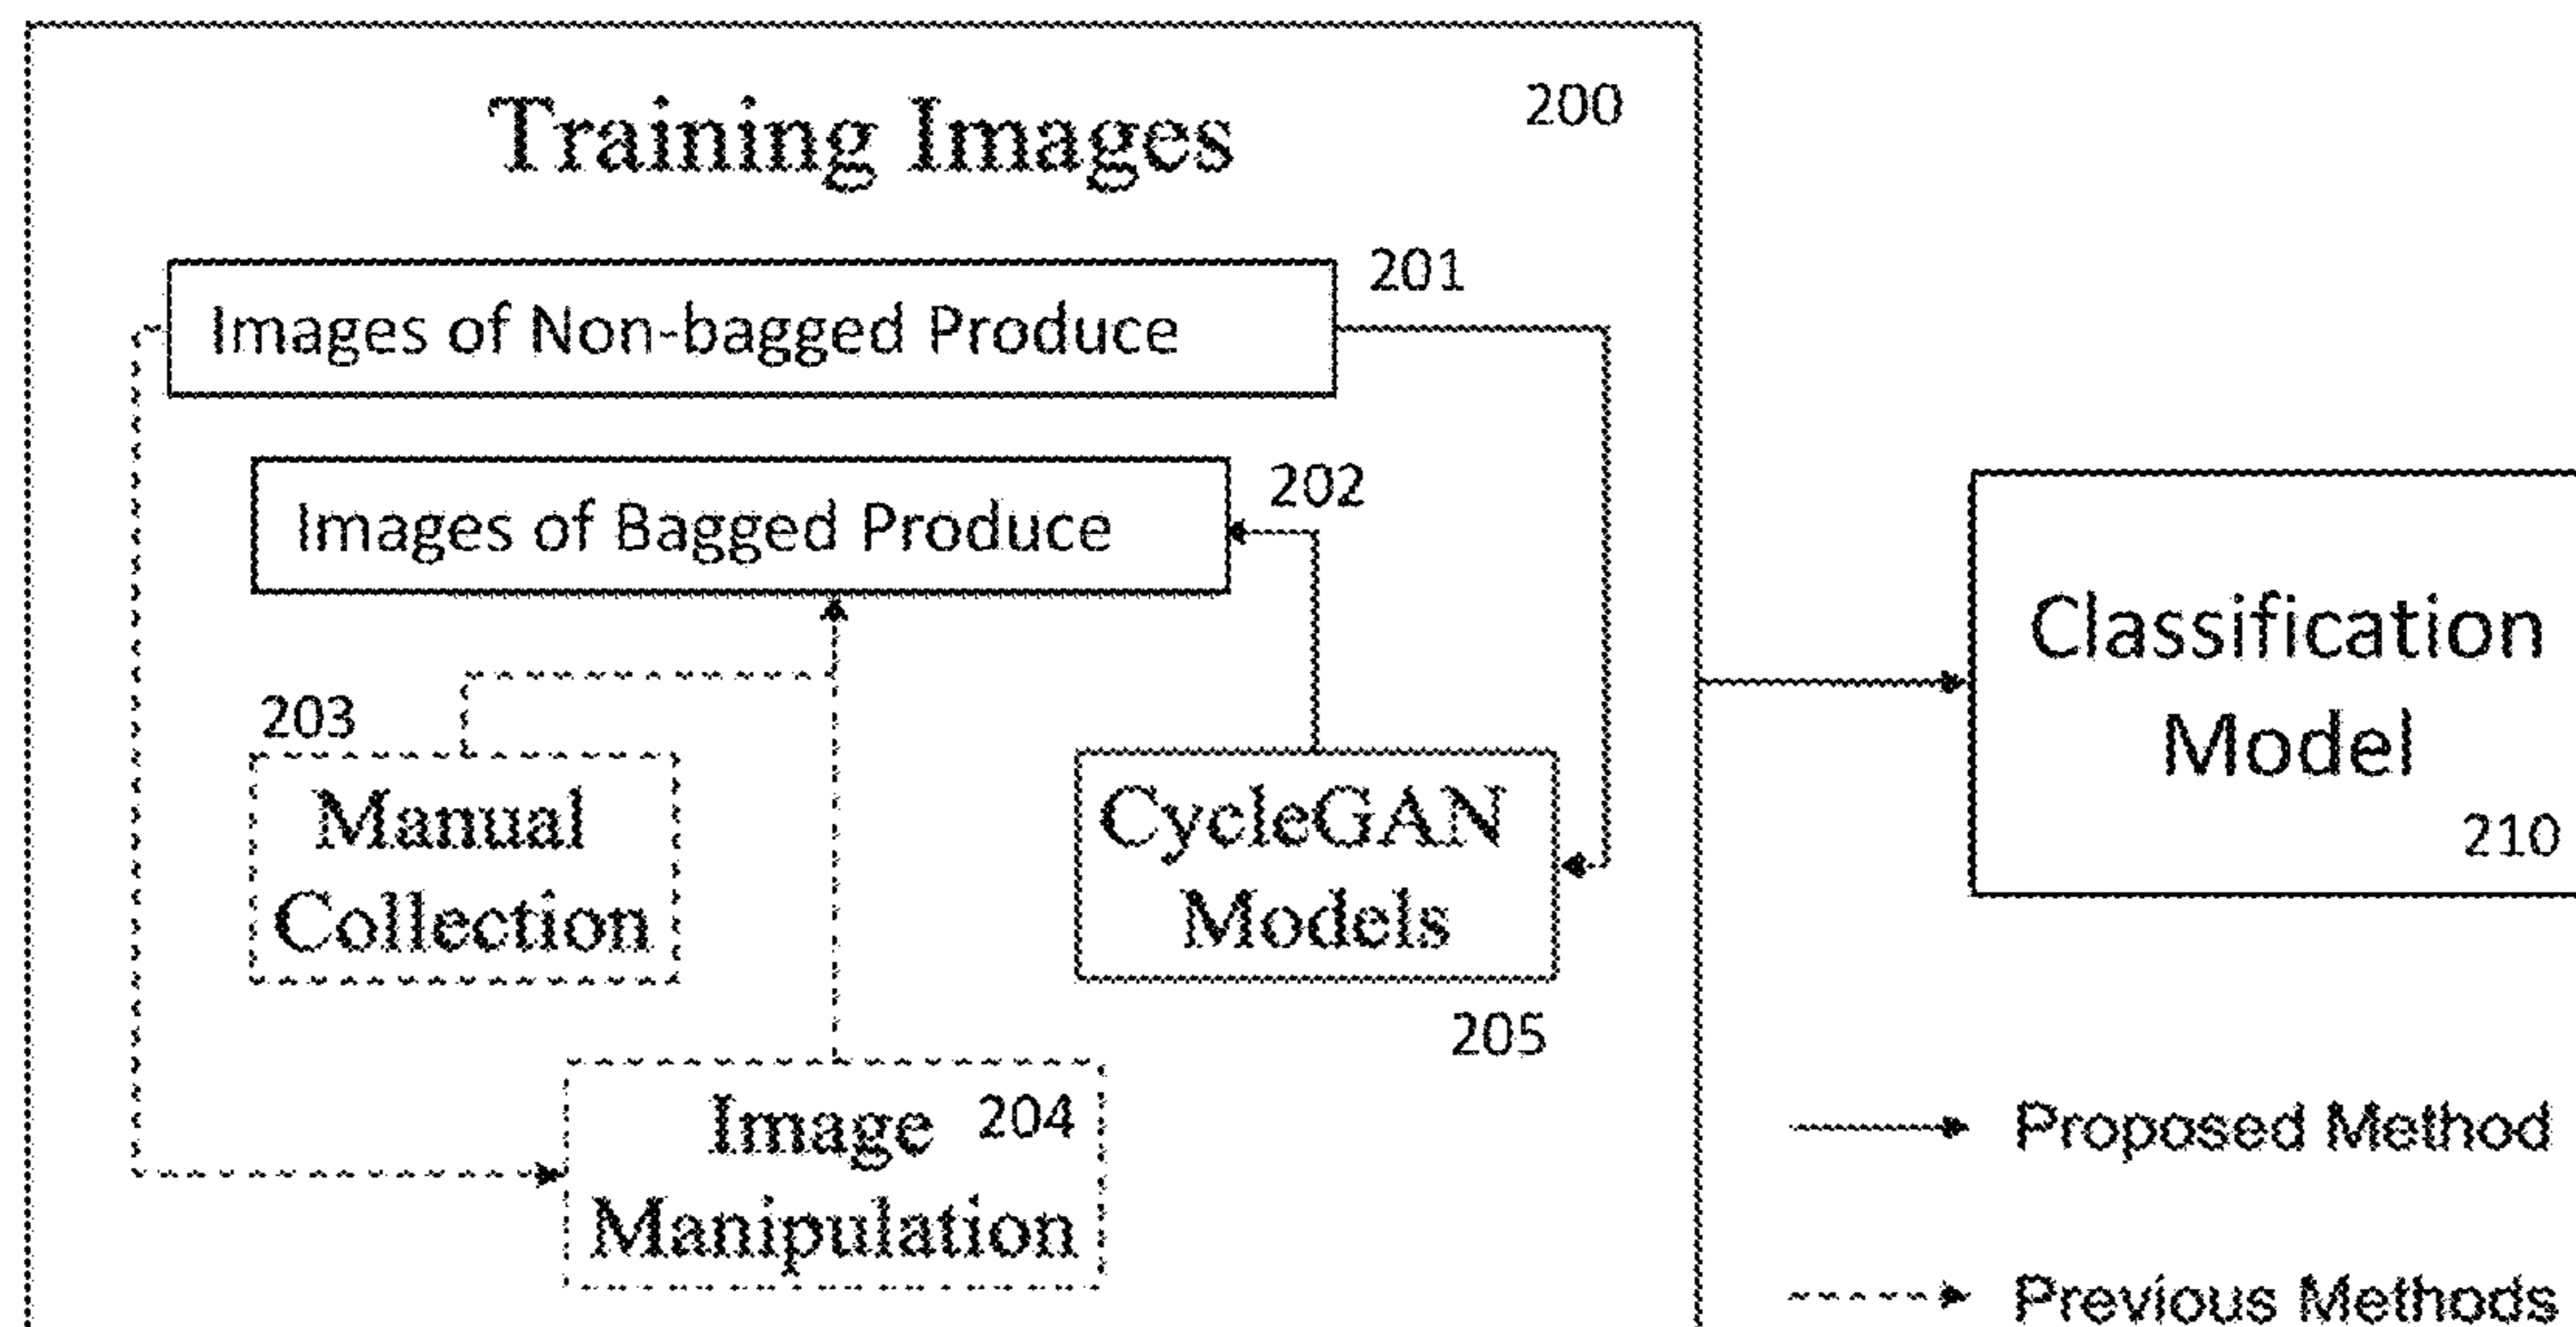 Training Images
200
Images of Non-bagged Produce
201
Images of Bagged Produce
202
203
Manual
Collection
CycleGAN
Models
205
Image 204
Manipulation
Classification
Model
210
Proposed Method
Previous Methods